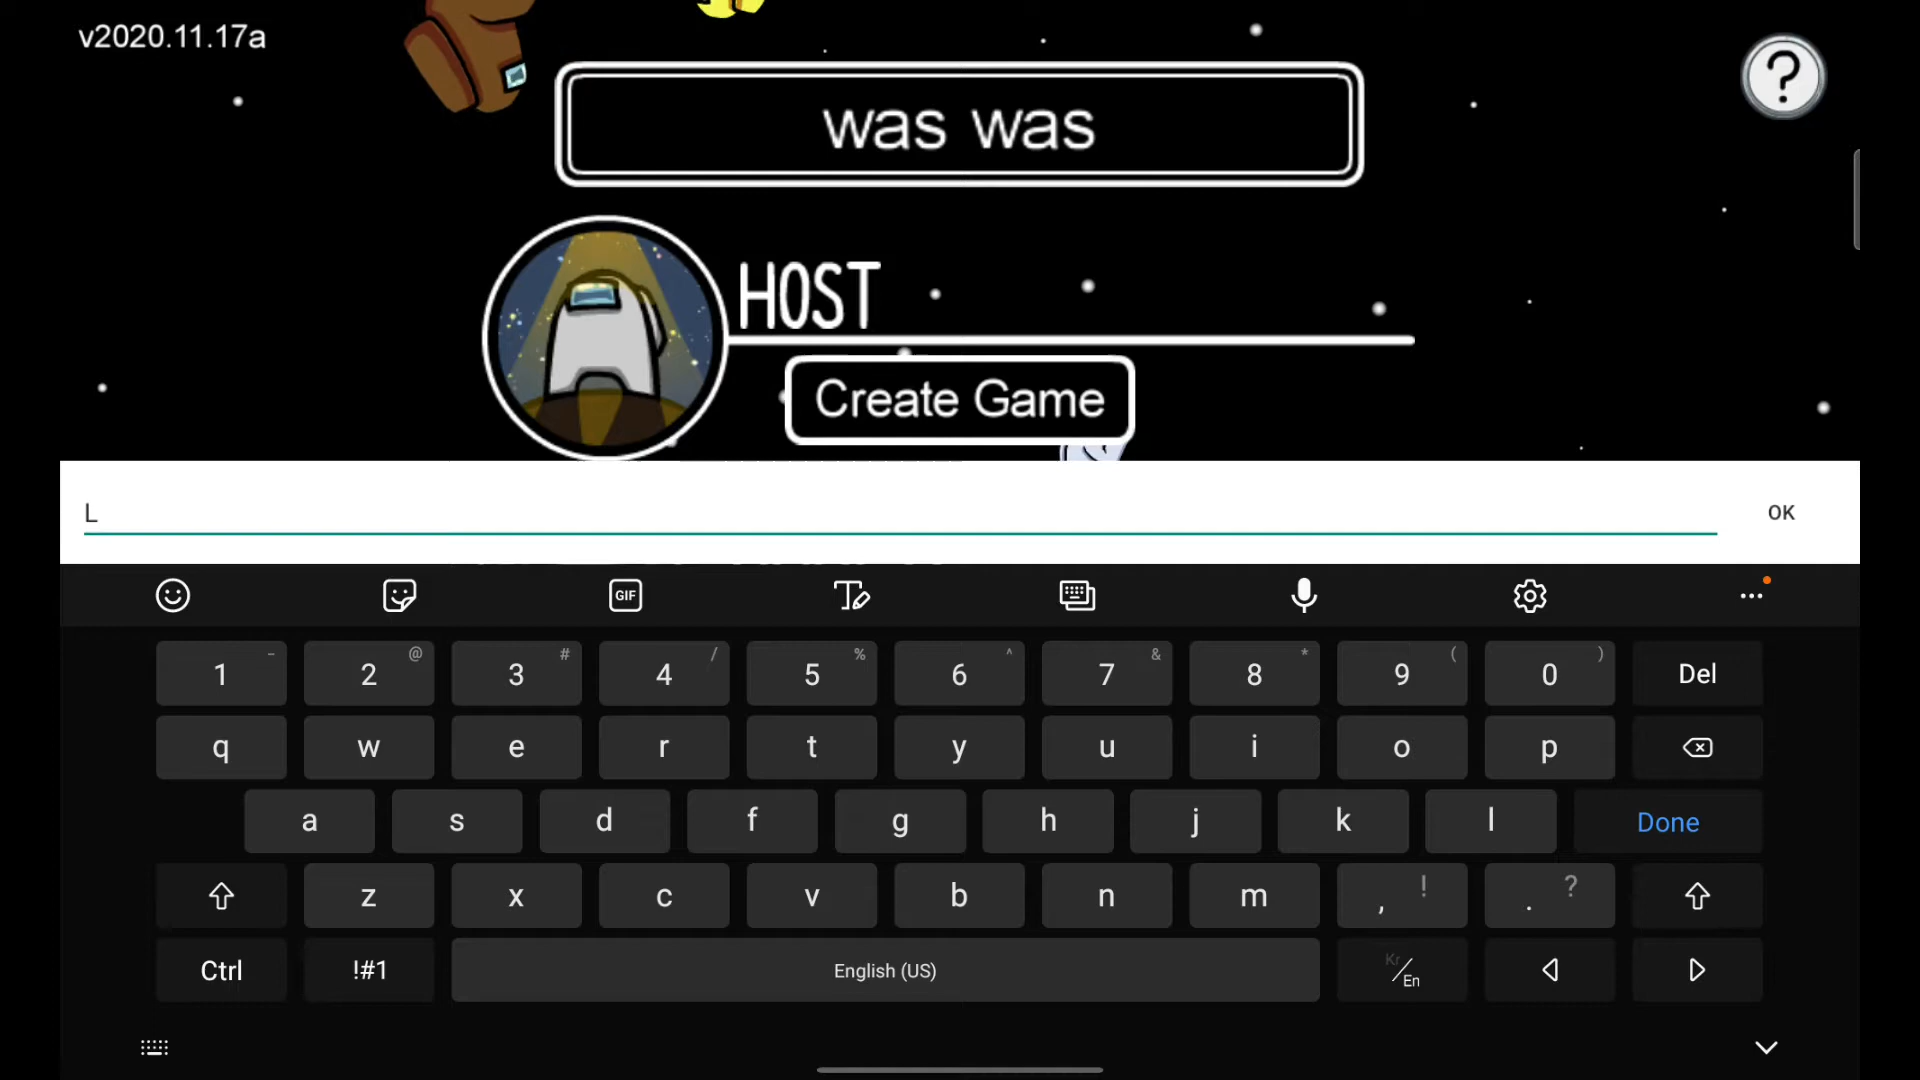 v2020.11.17a
?
was was
HOST
Create Game
L
OK
GIF
1 - 2 @ 3 # 4 / 5 % 6 ^ 7 & 8 * 9 ( 0 ) Del
q w e r t y u i o p
a s d f g h j k l Done
z x c v b n m , ! . ?
Ctrl !#1 English (US) Kr/En